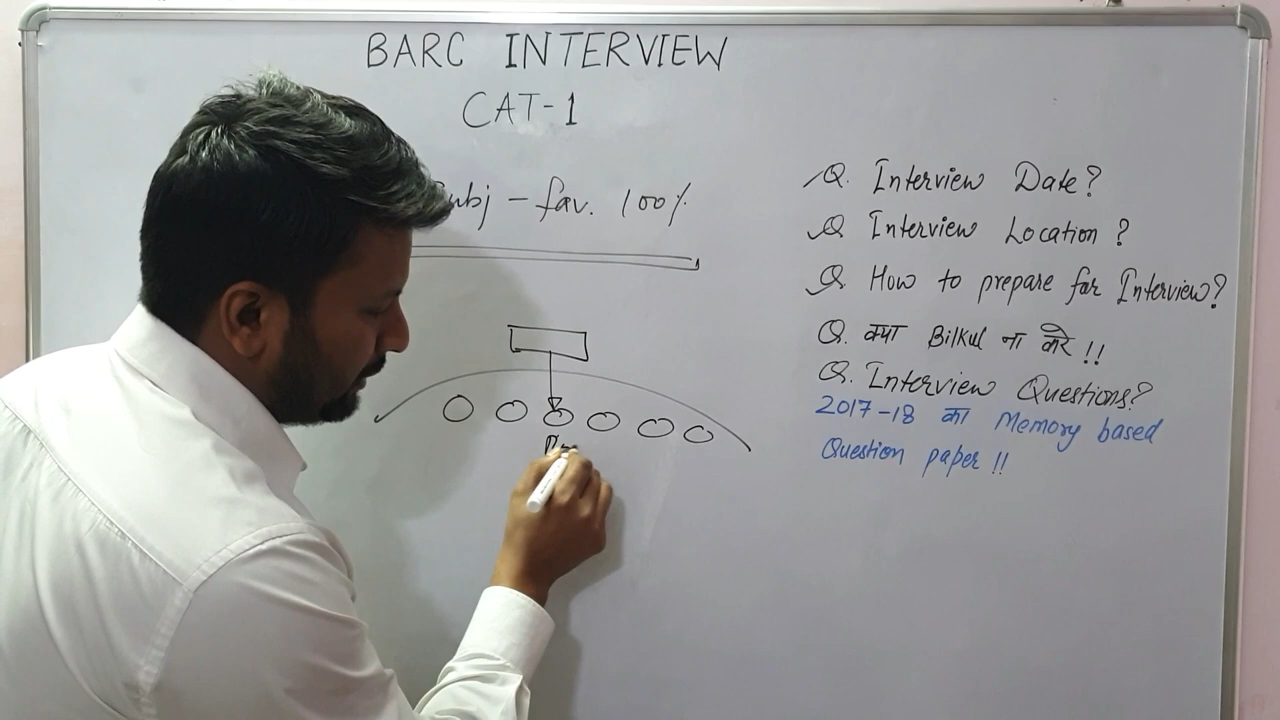 BARC INTERVIEW
CAT-1
subj - fav. 100%
Q. Interview Date?
Q Interview Location ?
Q How to prepare for Interview?
Q. क्या Bilkul ना करे !!
Q. Interview Questions?
2017-18 का Memory based
Question paper !!